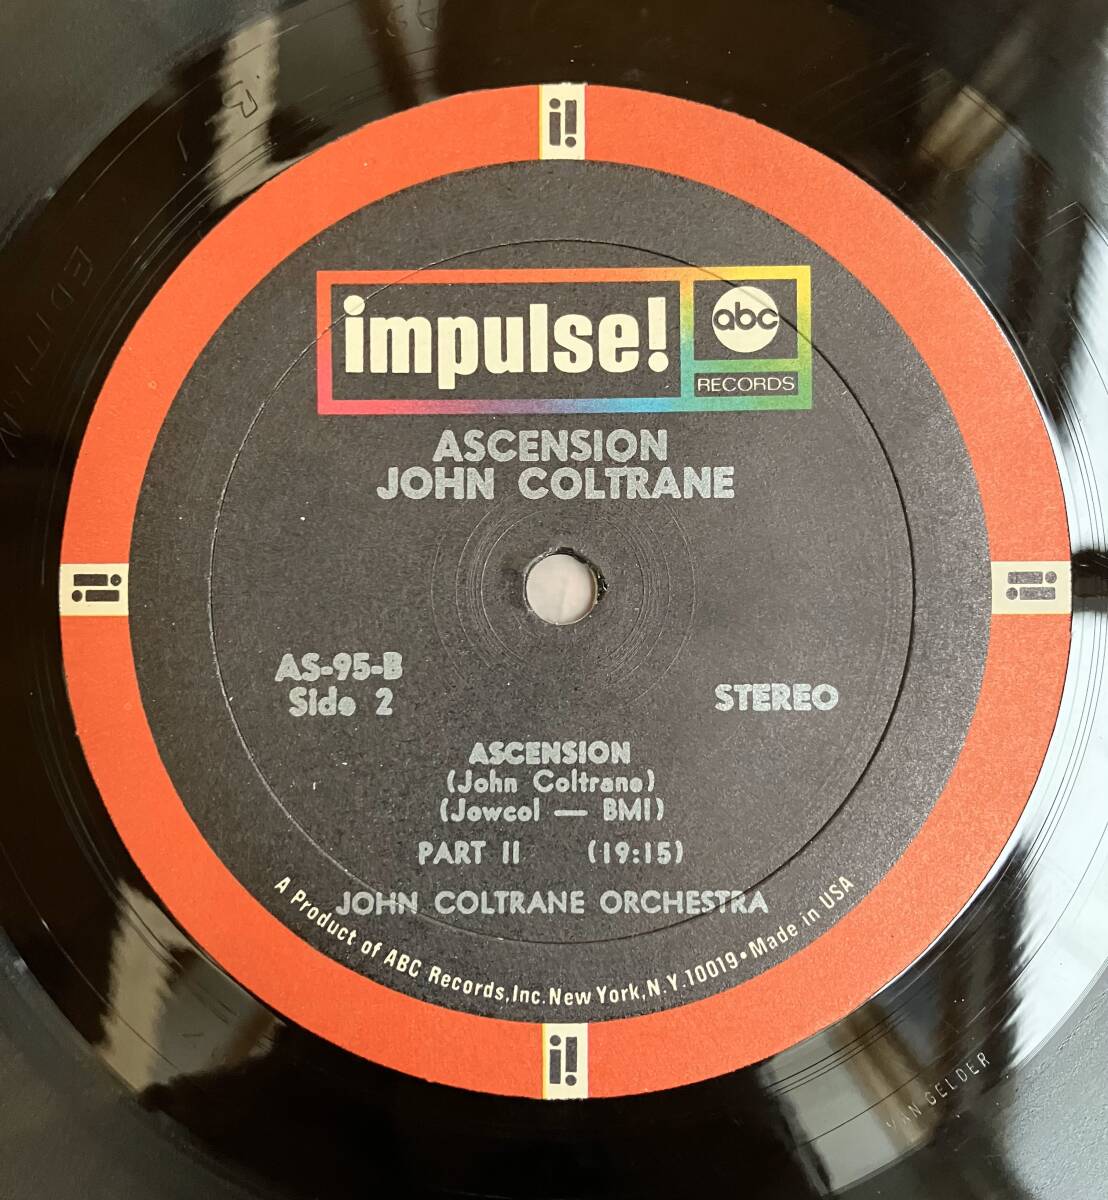 i!
impulse!
abc
RECORDS
ASCENSION
JOHN COLTRANE
i!
i!
AS-95-B
Side 2
STEREO
ASCENSION
(John Coltrane)
(Jowcol — BMI)
PART II (19:15)
JOHN COLTRANE ORCHESTRA
A Product of ABC Records, Inc. New York, N.Y. 10019 • Made in USA
i!
VAN GELDER